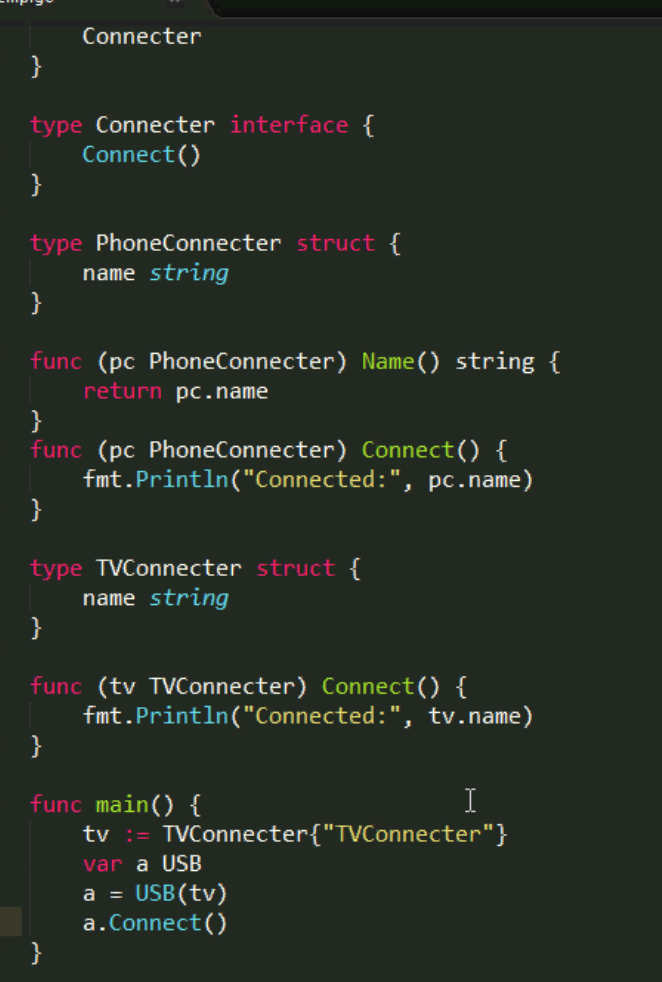 Connecter
}
type Connecter interface {
Connect()
}
type PhoneConnecter struct {
name string
}
func (pc PhoneConnecter) Name() string {
return pc.name
}
func (pc PhoneConnecter) Connect() {
fmt.Println("Connected:", pc.name)
}
type TVConnecter struct {
name string
}
func (tv TVConnecter) Connect() {
fmt.Println("Connected:", tv.name)
}
func main() {
tv := TVConnecter{"TVConnecter"}
var a USB
a = USB(tv)
a.Connect()
}